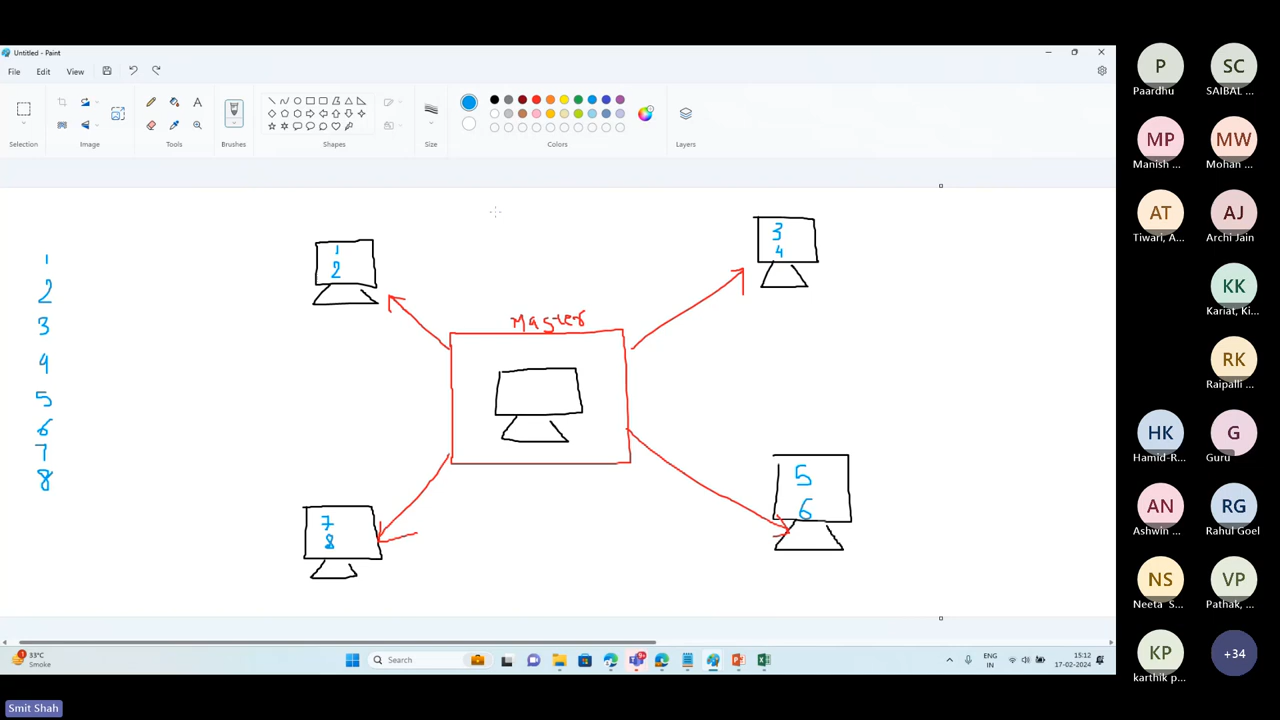 Untitled - Paint
File Edit View
Selection Image Tools Brushes Shapes Size Colors Layers
1
2
3
4
5
6
7
8
1
2
3
4
Master
5
6
7
8
P
Paardhu
SC
SAIBAL ...
MP
Manish ...
MW
Mohan ...
AT
Tiwari, A...
AJ
Archi Jain
KK
Kariat, Ki...
RK
Raipalli ...
HK
Hamid-R...
G
Guru
AN
Ashwin ...
RG
Rahul Goel
NS
Neeta S...
VP
Pathak, ...
KP
karthik p...
+34
33°C
Smoke
Search
ENG
IN
15:12
17-02-2024
Smit Shah